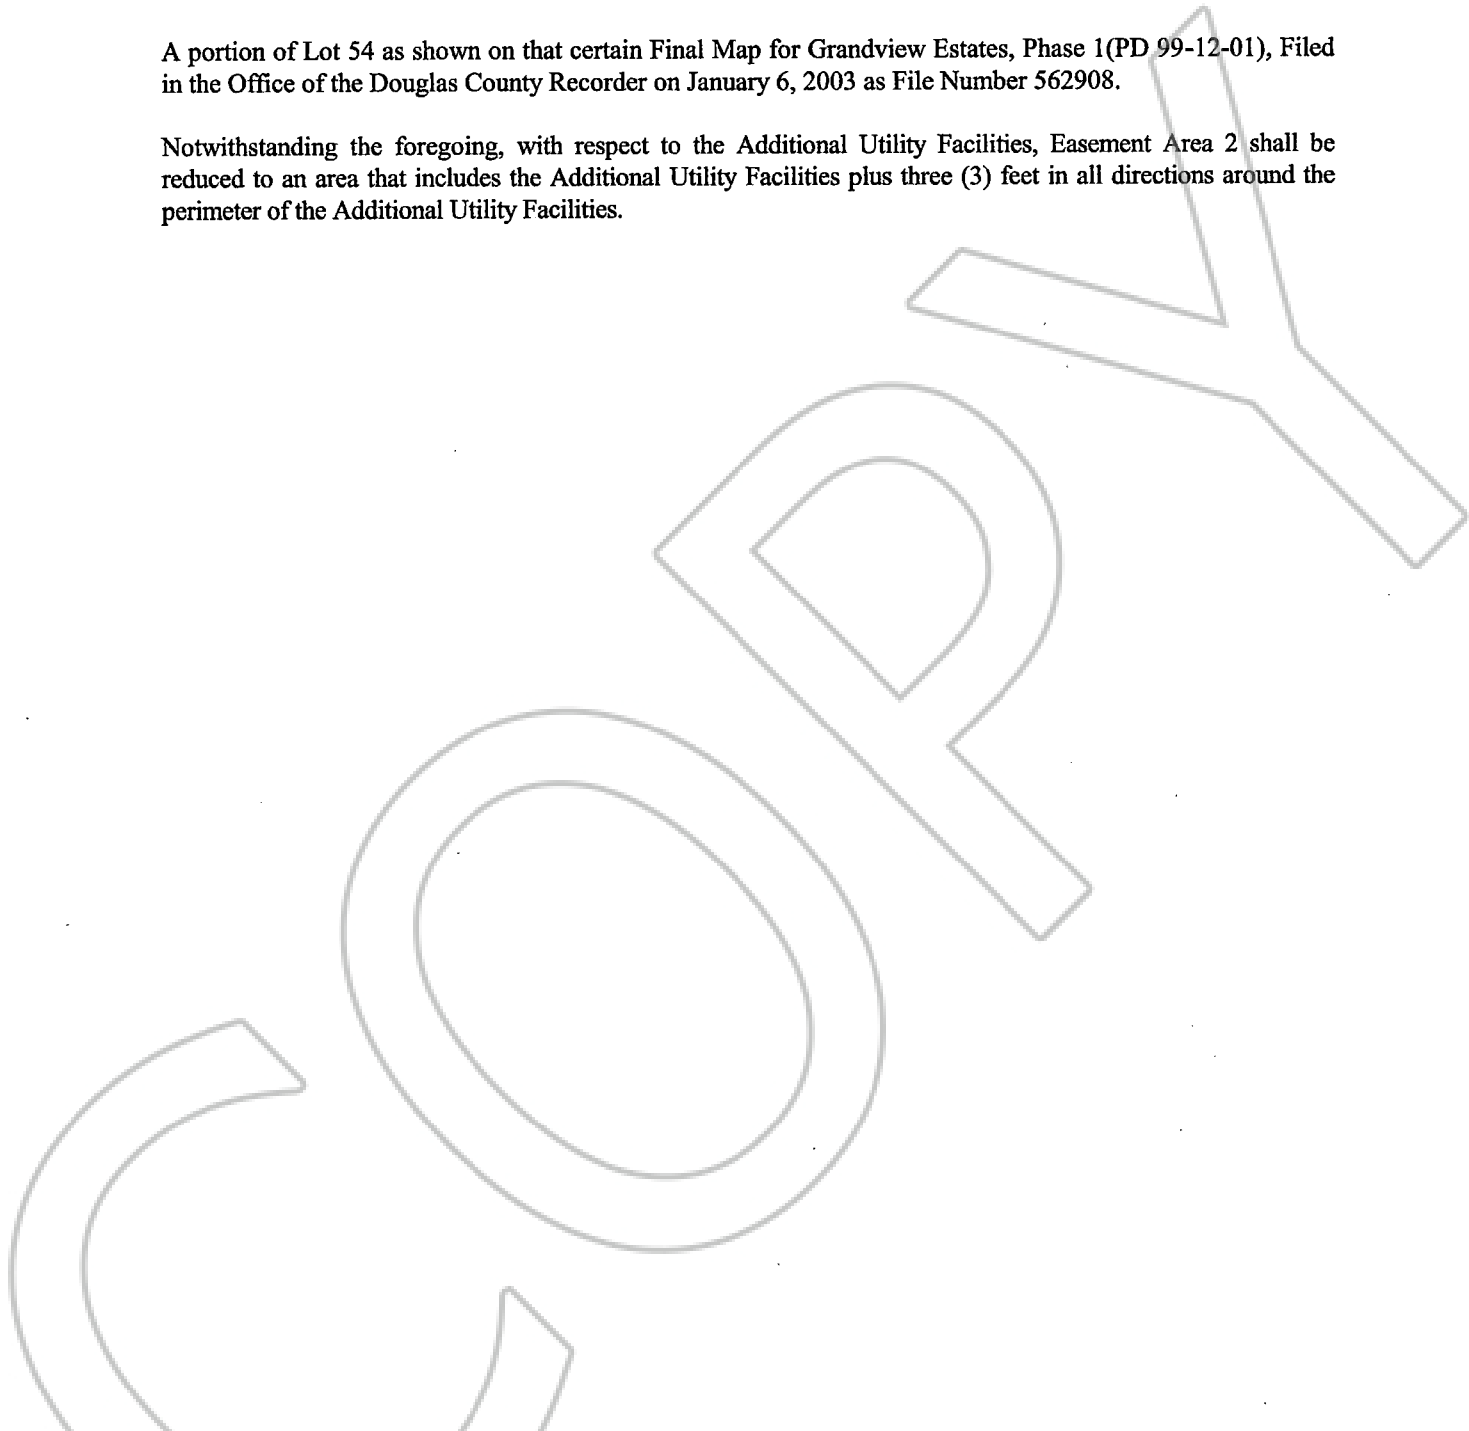 A portion of Lot 54 as shown on that certain Final Map for Grandview Estates, Phase 1(PD 99-12-01), Filed
in the Office of the Douglas County Recorder on January 6, 2003 as File Number 562908.
Notwithstanding the foregoing, with respect to the Additional Utility Facilities, Easement Area 2 shall be
reduced to an area that includes the Additional Utility Facilities plus three (3) feet in all directions around the
perimeter of the Additional Utility Facilities.
COPY